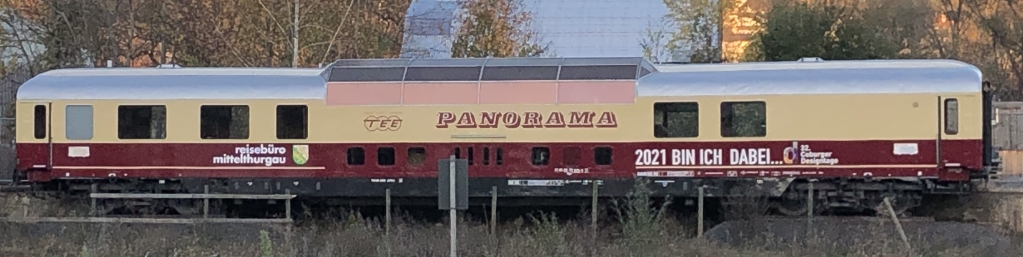 TEE
PANORAMA
reisebüro
mittelthurgau
2021 BIN ICH DABEI...
32.
Coburger
Designtage